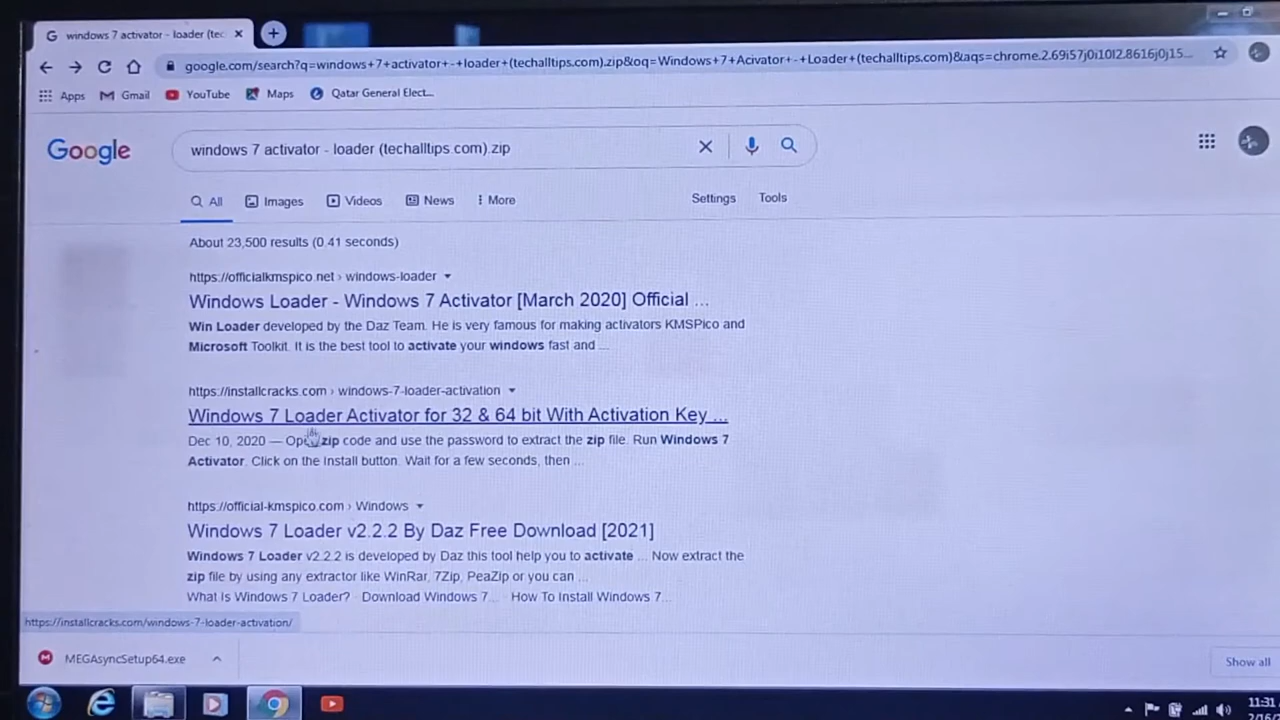 windows 7 activator - loader (tec
google.com/search?q=windows+7+activator+-+loader+(techalltips.com).zip&oq=Windows+7+Acivator+-+Loader+(techalltips.com)&aqs=chrome.2.69i57j0i10l2.8616j0j15...
Apps Gmail YouTube Maps Qatar General Elect...
Google windows 7 activator - loader (techalltips.com).zip
All Images Videos News More Settings Tools
About 23,500 results (0.41 seconds)
https://officialkmspico.net › windows-loader
Windows Loader - Windows 7 Activator [March 2020] Official ...
Win Loader developed by the Daz Team. He is very famous for making activators KMSPico and
Microsoft Toolkit. It is the best tool to activate your windows fast and ...
https://installcracks.com › windows-7-loader-activation
Windows 7 Loader Activator for 32 & 64 bit With Activation Key ...
Dec 10, 2020 — zip code and use the password to extract the zip file. Run Windows 7
Activator. Click on the Install button. Wait for a few seconds, then ...
https://official-kmspico.com › Windows
Windows 7 Loader v2.2.2 By Daz Free Download [2021]
Windows 7 Loader v2.2.2 is developed by Daz this tool help you to activate ... Now extract the
zip file by using any extractor like WinRar, 7Zip, PeaZip or you can ...
What Is Windows 7 Loader? · Download Windows 7... · How To Install Windows 7...
https://installcracks.com/windows-7-loader-activation/
MEGAsyncSetup64.exe Show all
11:31